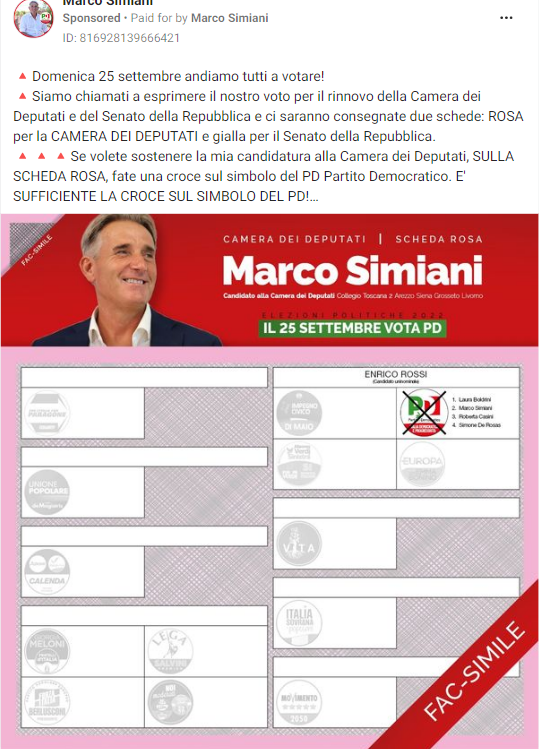 Marco Simiani
Sponsored • Paid for by Marco Simiani
ID: 816928139666421
🔺Domenica 25 settembre andiamo tutti a votare!
🔺Siamo chiamati a esprimere il nostro voto per il rinnovo della Camera dei
Deputati e del Senato della Repubblica e ci saranno consegnate due schede: ROSA
per la CAMERA DEI DEPUTATI e gialla per il Senato della Repubblica.
🔺 🔺 🔺Se volete sostenere la mia candidatura alla Camera dei Deputati, SULLA
SCHEDA ROSA, fate una croce sul simbolo del PD Partito Democratico. E'
SUFFICIENTE LA CROCE SUL SIMBOLO DEL PD!...
FAC-SIMILE
CAMERA DEI DEPUTATI | SCHEDA ROSA
Marco Simiani
Candidato alla Camera dei Deputati Collegio Toscana 2 Arezzo Siena Grosseto Livorno
ELEZIONI POLITICHE 2022
IL 25 SETTEMBRE VOTA PD
ENRICO ROSSI
(Candidato uninominale)
IMPEGNO
CIVICO
DI MAIO
PD
1. Laura Boldrini
2. Marco Simiani
3. Roberta Casini
4. Simone De Rosas
EUROPA
UNIONE
POPOLARE
de Magistris
VITA
CALENDA
ITALIA
SOVRANA
MELONI
LEGA
SALVINI
BERLUSCONI
MOVIMENTO
2050
FAC-SIMILE